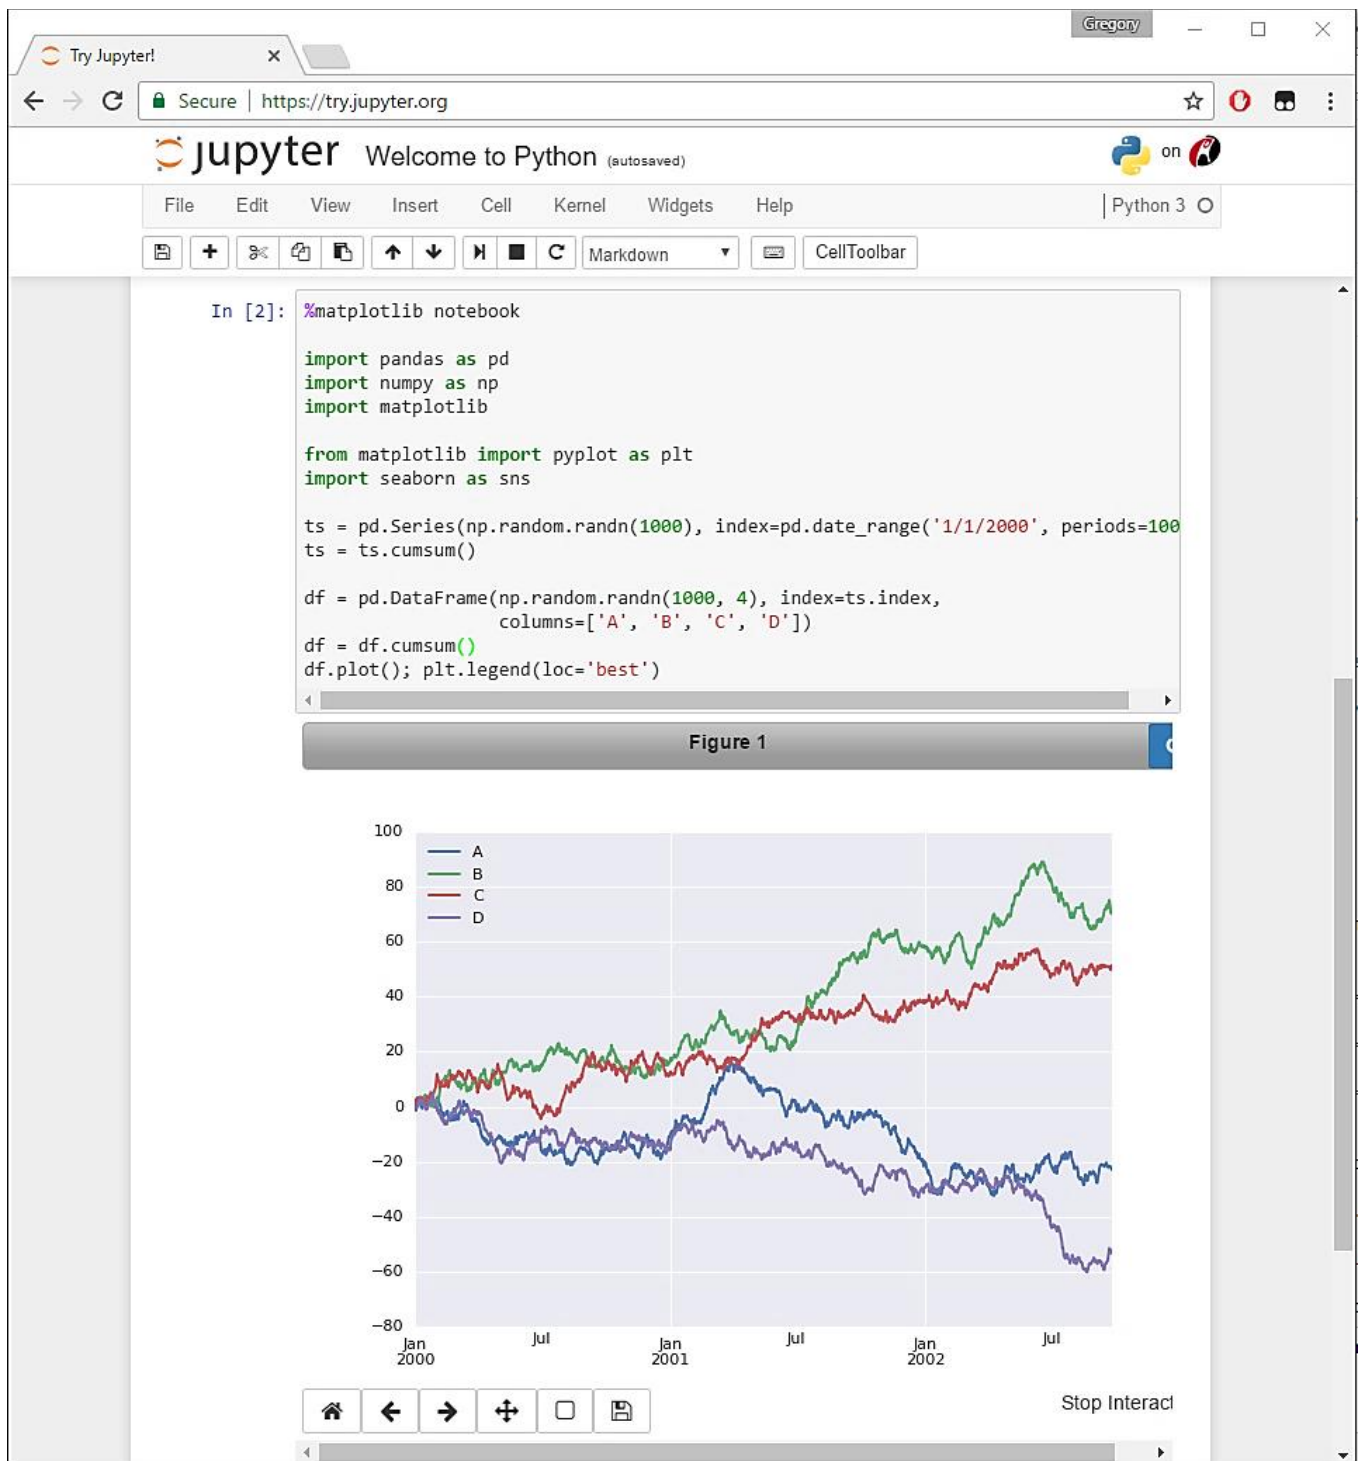 Gregory
Try Jupyter!
Secure | https://try.jupyter.org
jupyter Welcome to Python (autosaved)
on
File Edit View Insert Cell Kernel Widgets Help Python 3
Markdown CellToolbar
In [2]: %matplotlib notebook
import pandas as pd
import numpy as np
import matplotlib
from matplotlib import pyplot as plt
import seaborn as sns
ts = pd.Series(np.random.randn(1000), index=pd.date_range('1/1/2000', periods=100
ts = ts.cumsum()
df = pd.DataFrame(np.random.randn(1000, 4), index=ts.index,
columns=['A', 'B', 'C', 'D'])
df = df.cumsum()
df.plot(); plt.legend(loc='best')
Figure 1
100
80
60
40
20
0
−20
−40
−60
−80
A
B
C
D
Jan Jul Jan Jul Jan Jul
2000 2001 2002
Stop Interact